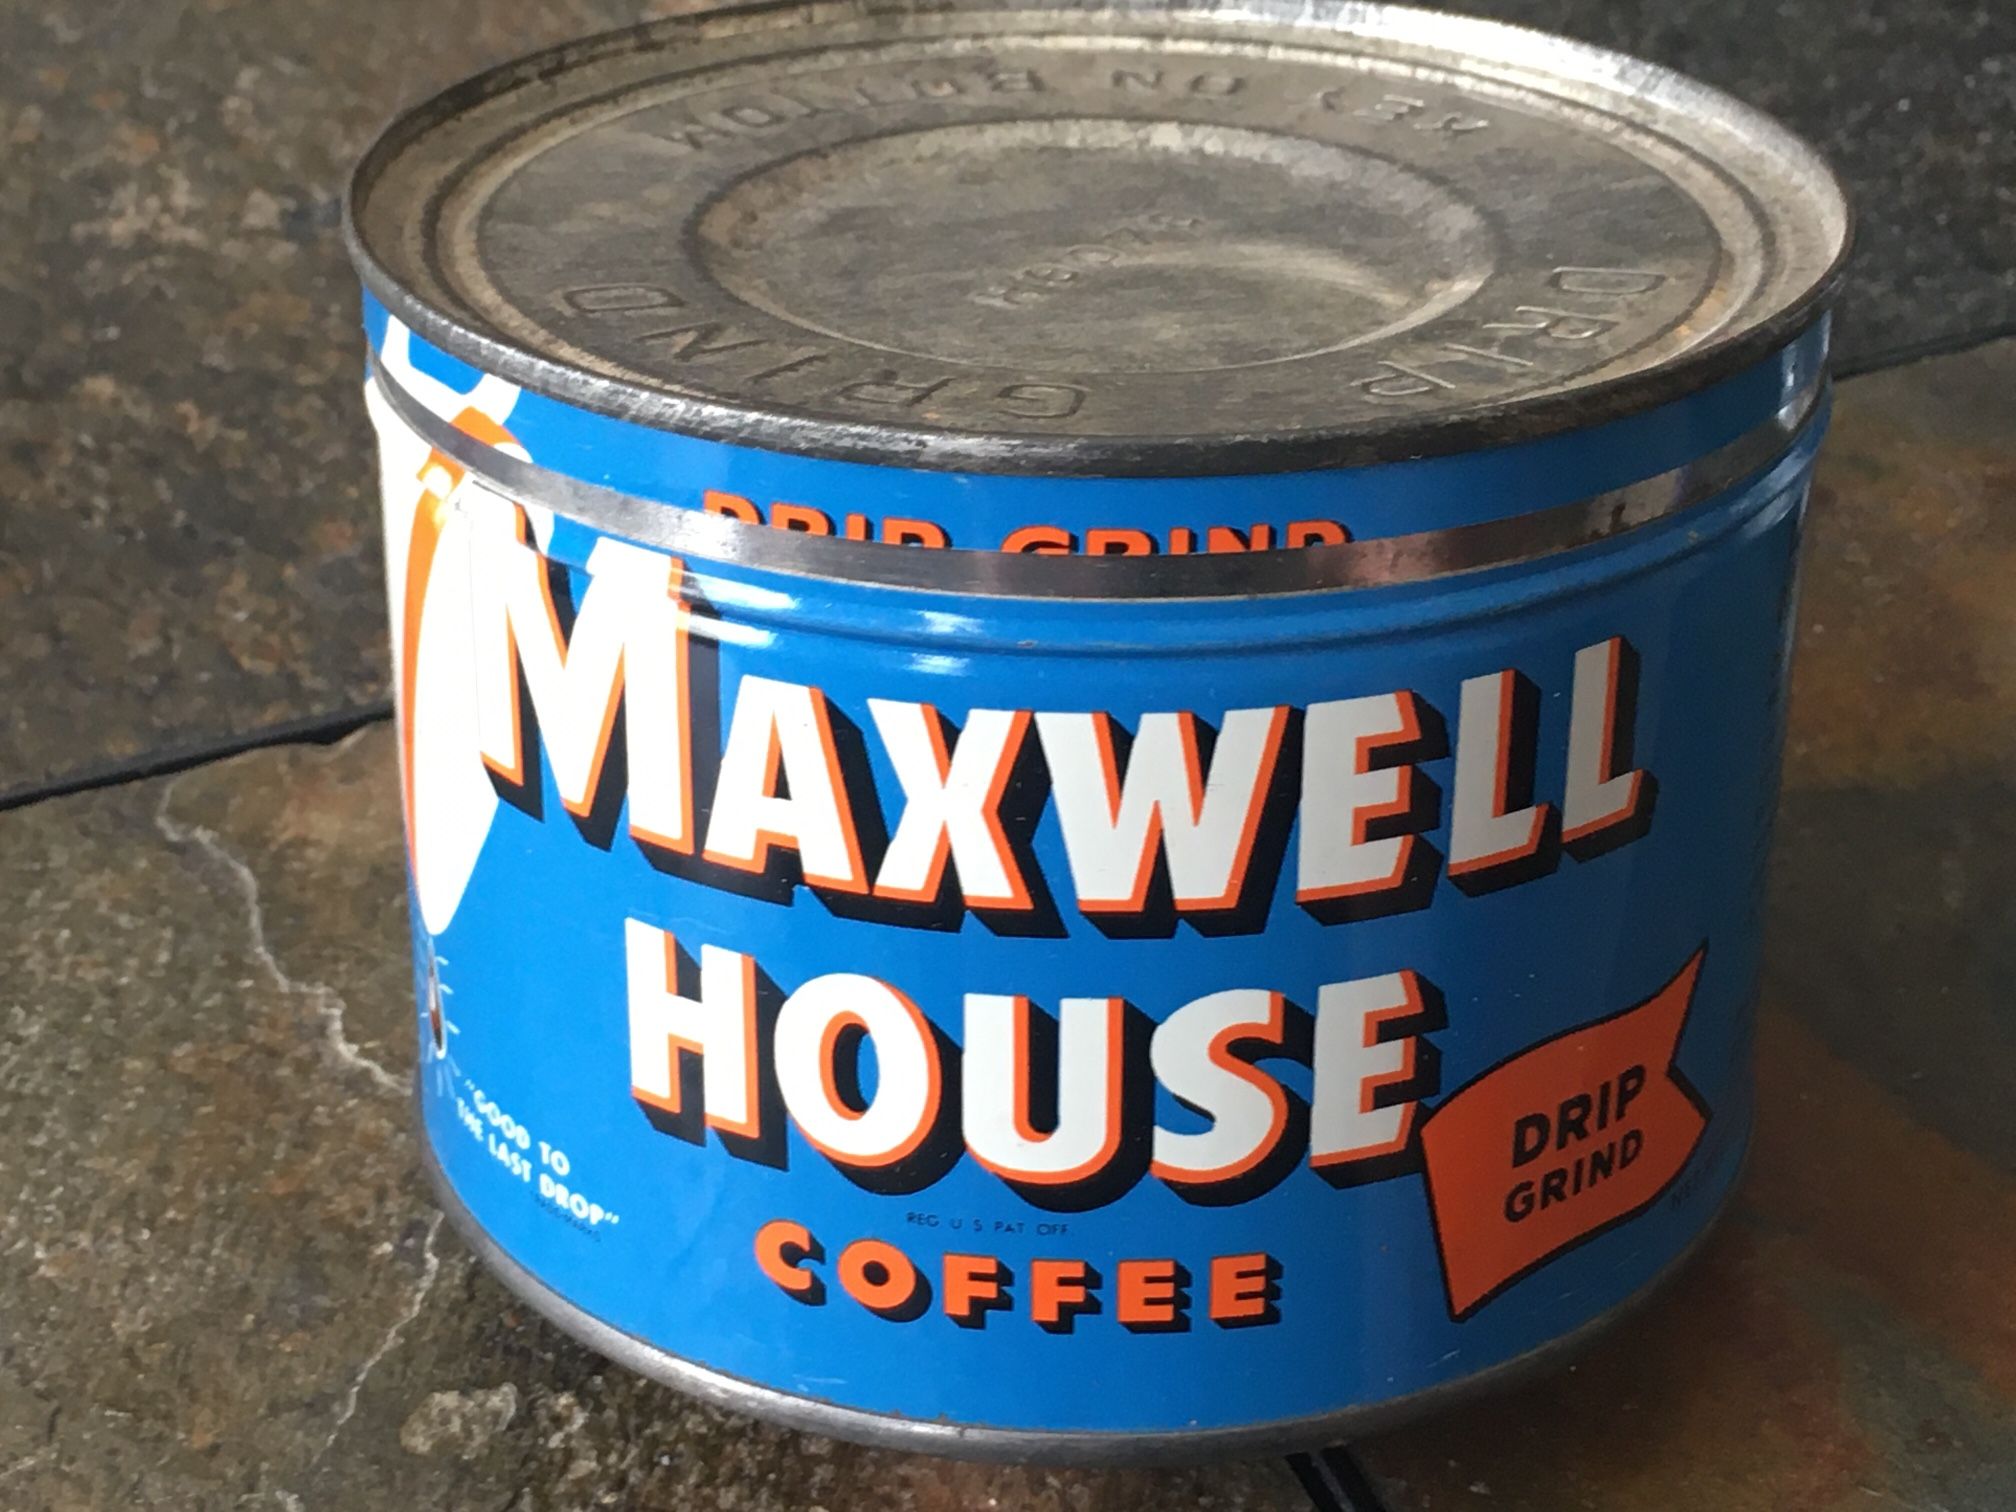 KEY ON BOTTOM
DRIP GRIND
DRIP GRIND
MAXWELL
HOUSE
REG U S PAT OFF
COFFEE
"GOOD TO
THE LAST DROP"
DRIP
GRIND